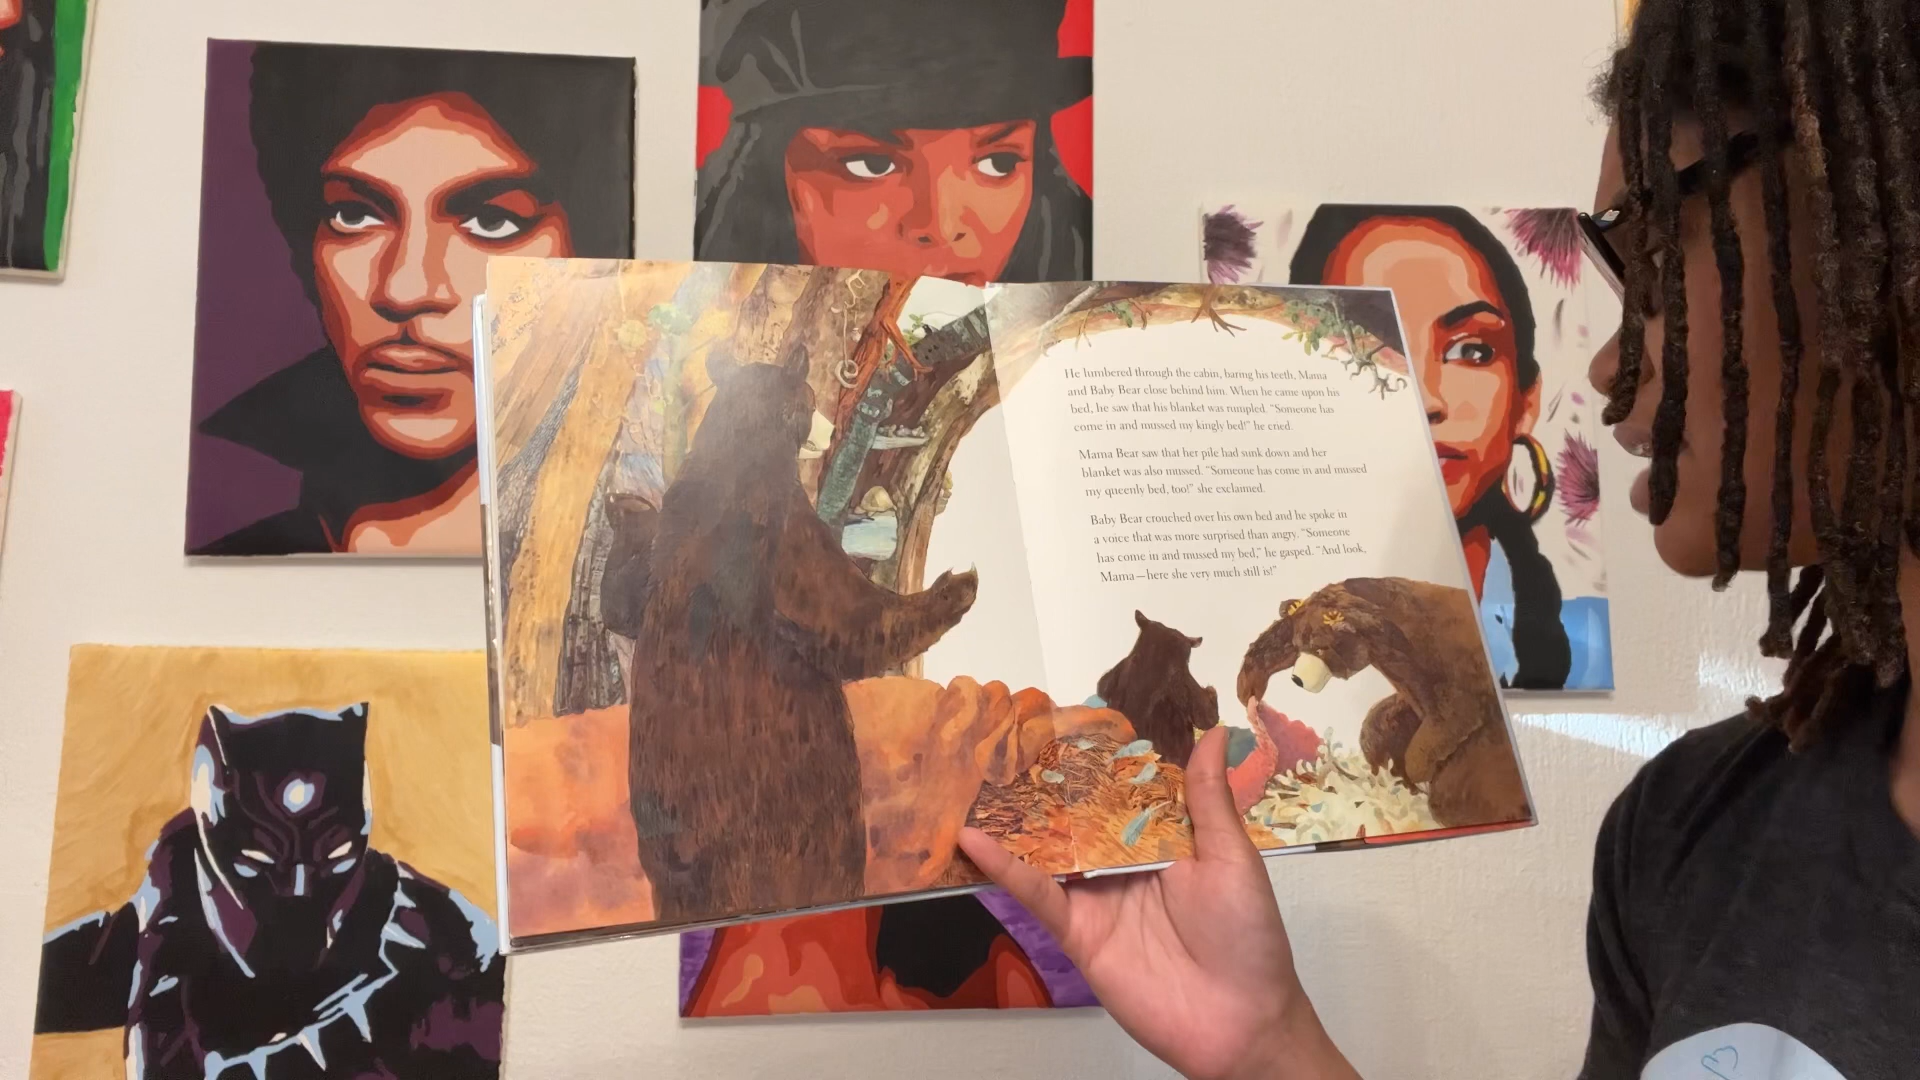 He lumbered through the cabin, baring his teeth, Mama
and Baby Bear close behind him. When he came upon his
bed, he saw that his blanket was rumpled. "Someone has
come in and mussed my kingly bed!" he cried.
Mama Bear saw that her pile had sunk down and her
blanket was also mussed. "Someone has come in and mussed
my queenly bed, too!" she exclaimed.
Baby Bear crouched over his own bed and he spoke in
a voice that was more surprised than angry. "Someone
has come in and mussed my bed," he gasped. "And look,
Mama—here she very much still is!"